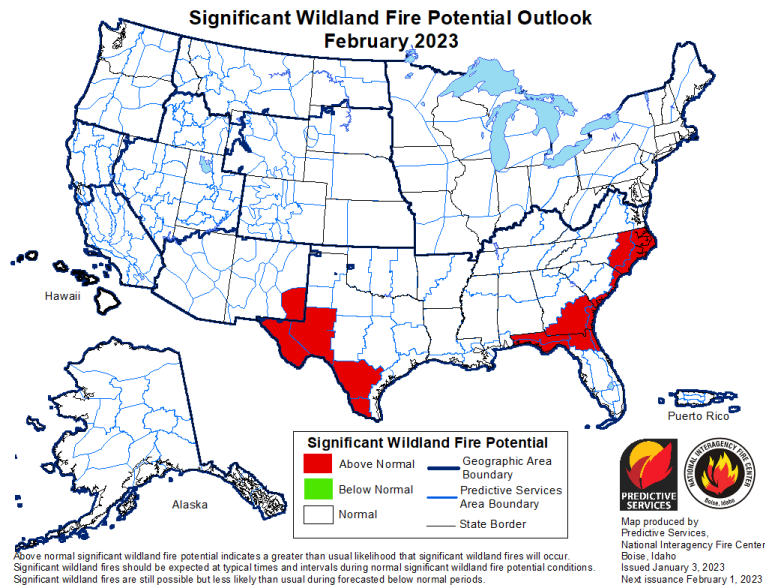 Significant Wildland Fire Potential Outlook
February 2023
Hawaii
Alaska
Puerto Rico
Significant Wildland Fire Potential
Above Normal
Below Normal
Normal
Geographic Area
Boundary
Predictive Services
Area Boundary
State Border
PREDICTIVE
SERVICES
NATIONAL INTERAGENCY FIRE CENTER
Boise, Idaho
Map produced by
Predictive Services,
National Interagency Fire Center
Boise, Idaho
Issued January 3, 2023
Next issuance February 1, 2023
Above normal significant wildland fire potential indicates a greater than usual likelihood that significant wildland fires will occur.
Significant wildland fires should be expected at typical times and intervals during normal significant wildland fire potential conditions.
Significant wildland fires are still possible but less likely than usual during forecasted below normal periods.